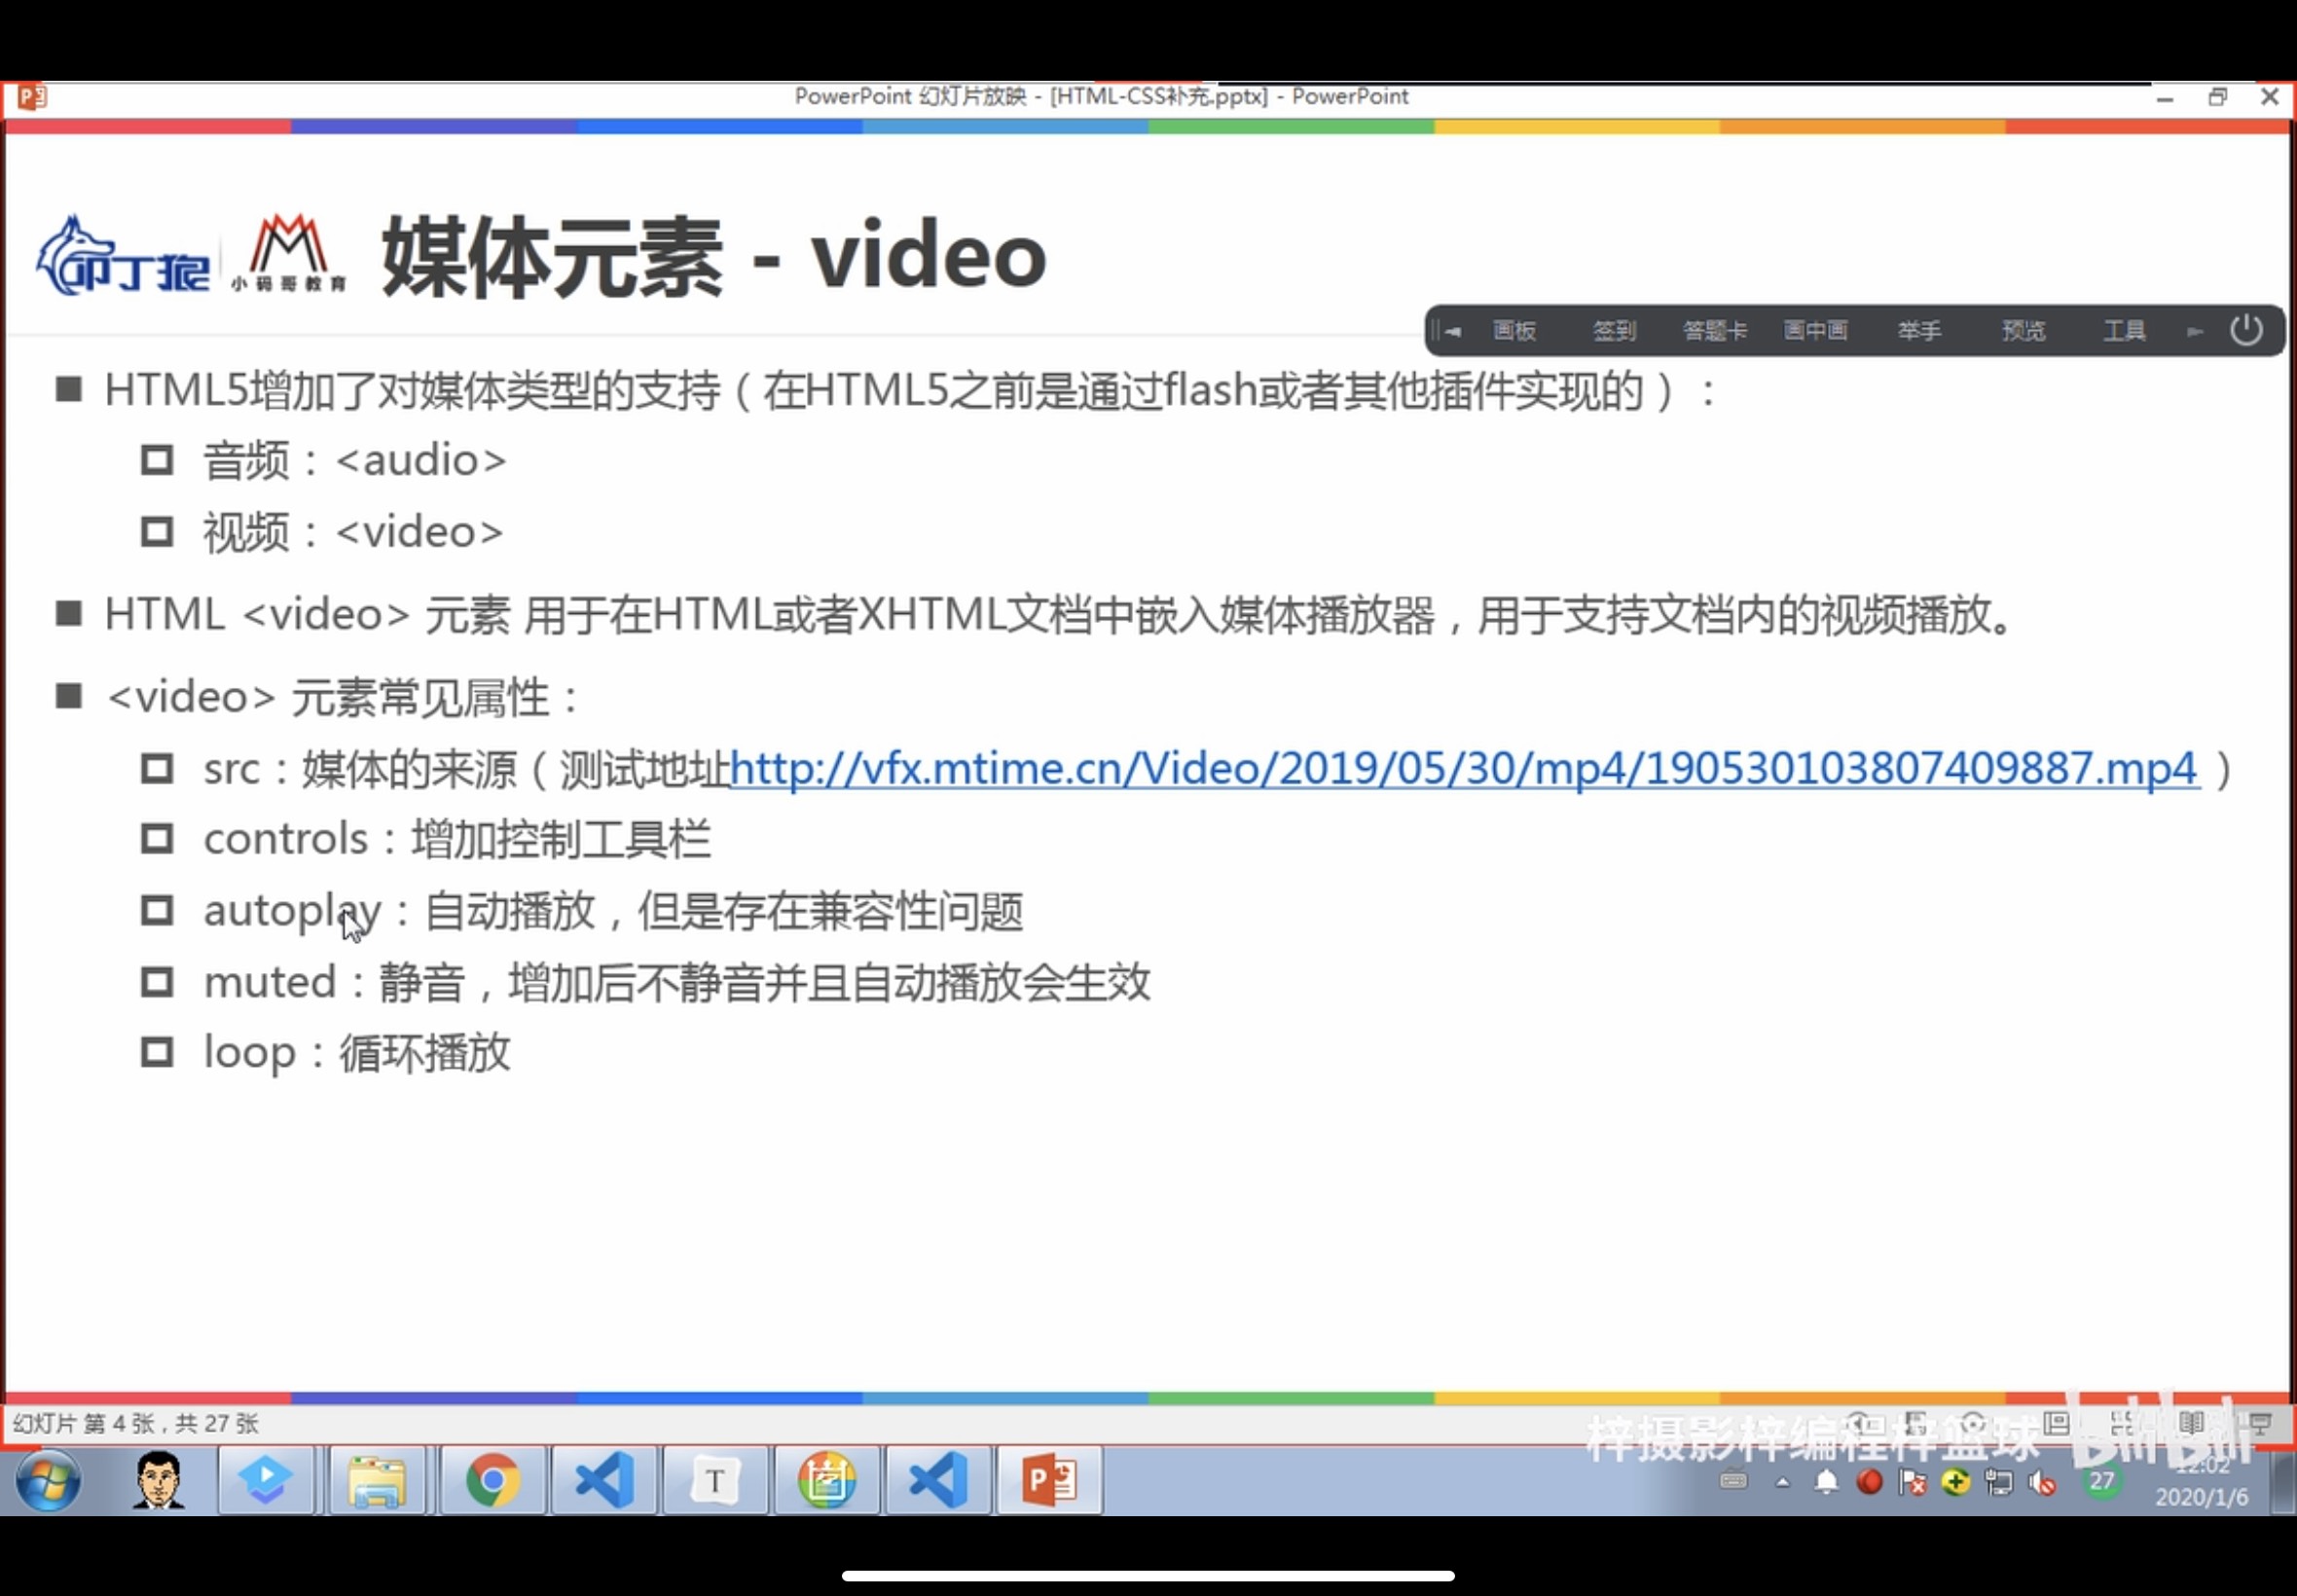 PowerPoint 幻灯片放映 - [HTML-CSS补充.pptx] - PowerPoint
叩丁狼 小码哥教育
媒体元素 - video
画板 签到 答题卡 画中画 举手 预览 工具
HTML5增加了对媒体类型的支持（在HTML5之前是通过flash或者其他插件实现的）：
音频：<audio>
视频：<video>
HTML <video> 元素 用于在HTML或者XHTML文档中嵌入媒体播放器，用于支持文档内的视频播放。
<video> 元素常见属性：
src：媒体的来源（测试地址http://vfx.mtime.cn/Video/2019/05/30/mp4/190530103807409887.mp4 ）
controls：增加控制工具栏
autoplay：自动播放，但是存在兼容性问题
muted：静音，增加后不静音并且自动播放会生效
loop：循环播放
幻灯片 第 4 张，共 27 张
梓摄影梓编程梓篮球 bilibili
27
12:02
2020/1/6